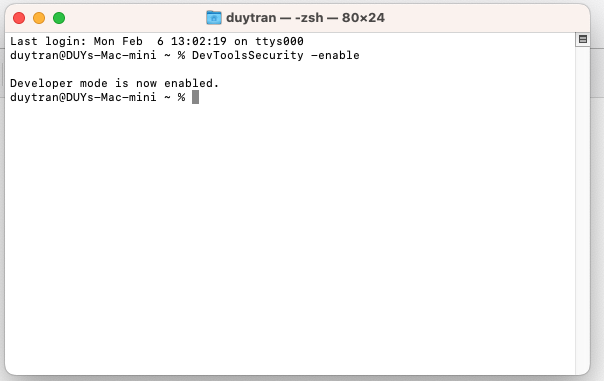 duytran — -zsh — 80×24
Last login: Mon Feb  6 13:02:19 on ttys000
duytran@DUYs-Mac-mini ~ % DevToolsSecurity -enable
Developer mode is now enabled.
duytran@DUYs-Mac-mini ~ %